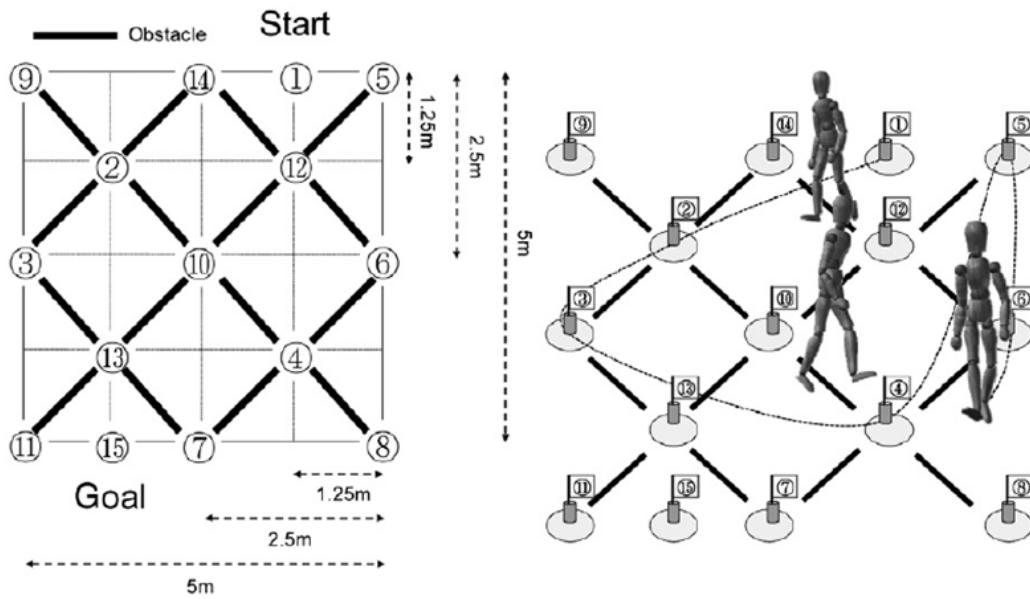 Obstacle
Start
⑨ ⑭ ① ⑤
② ⑫
③ ⑩ ⑥
⑬ ④
⑪ ⑮ ⑦ ⑧
Goal
1.25m
2.5m
5m
1.25m
2.5m
5m
⑨ ⑭ ① ⑤
② ⑫
③ ⑩ ⑥
⑬ ④
⑪ ⑮ ⑦ ⑧